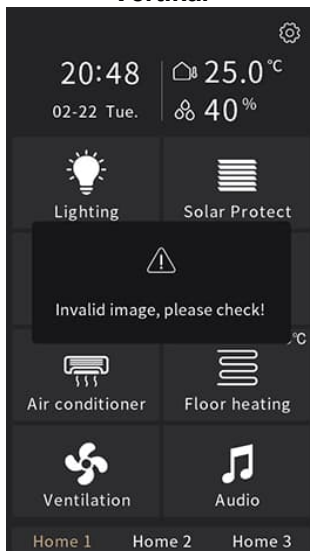 20:48
25.0°C
02-22 Tue.
40%
Lighting
Solar Protect
Invalid image, please check!
°C
Air conditioner
Floor heating
Ventilation
Audio
Home 1
Home 2
Home 3